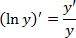 (ln y)′ = y′/y